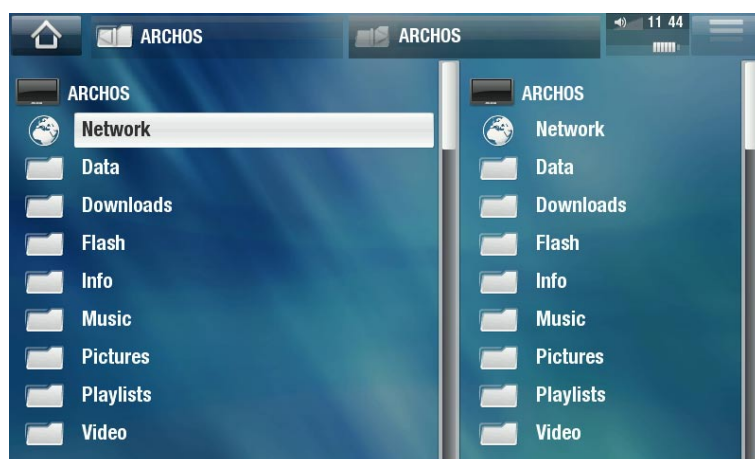 ARCHOS
ARCHOS
11 44
ARCHOS
Network
Data
Downloads
Flash
Info
Music
Pictures
Playlists
Video
ARCHOS
Network
Data
Downloads
Flash
Info
Music
Pictures
Playlists
Video